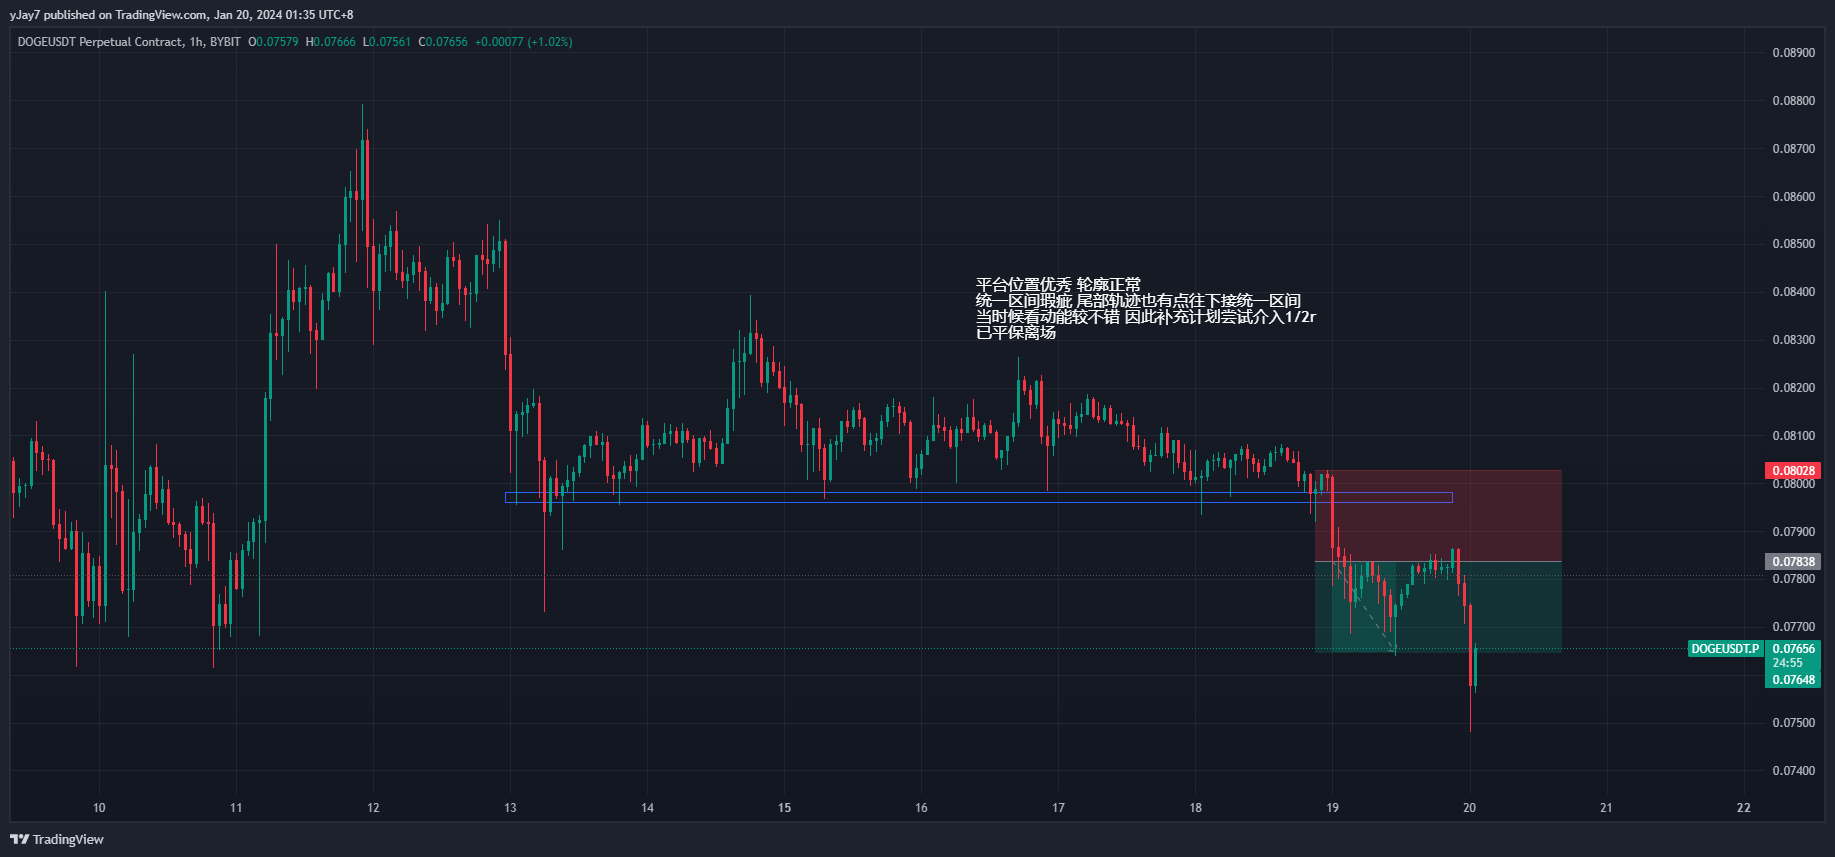 yJay7 published on TradingView.com, Jan 20, 2024 01:35 UTC+8
DOGEUSDT Perpetual Contract, 1h, BYBIT O0.07579 H0.07666 L0.07561 C0.07656 +0.00077 (+1.02%)
0.08900
0.08800
0.08700
0.08600
0.08500
0.08400
0.08300
0.08200
0.08100
0.08028
0.08000
0.07900
0.07838
0.07800
0.07700
DOGEUSDT.P 0.07656
24:55
0.07648
0.07500
0.07400
平台位置优秀 轮廓正常
统一区间瑕疵 尾部轨迹也有点往下接统一区间
当时候看动能较不错 因此补充计划尝试介入1/2r
已平保离场
10 11 12 13 14 15 16 17 18 19 20 21 22
TradingView